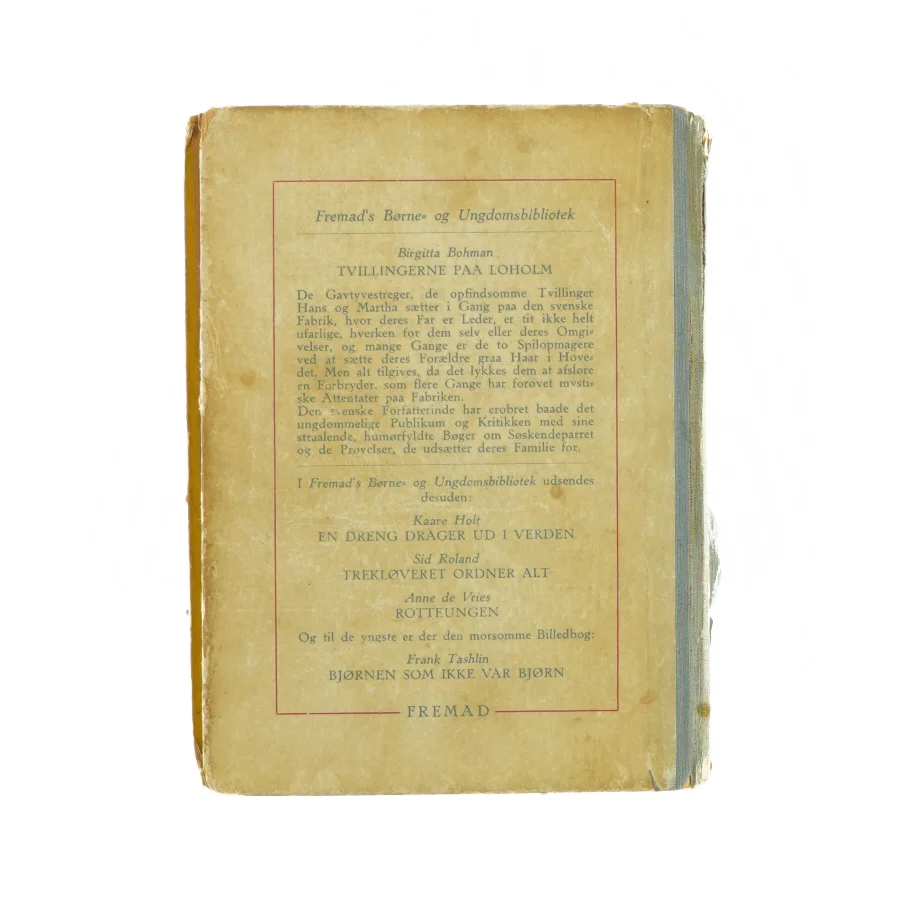 Fremad's Børne= og Ungdomsbibliotek
Birgitta Bohman
TVILLINGERNE PAA LOHOLM
De Gavtyvestreger, de opfindsomme Tvillinger
Hans og Martha sætter i Gang paa den svenske
Fabrik, hvor deres Far er Leder, er tit ikke helt
ufarlige, hverken for dem selv eller deres Omgi=
velser, og mange Gange er de to Spilopmagere
ved at sætte deres Forældre graa Haar i Hove=
det. Men alt tilgives, da det lykkes dem at afsløre
en Forbryder, som flere Gange har forøvet mysti=
ske Attentater paa Fabriken.
Den svenske Forfatterinde har erobret baade det
ungdommelige Publikum og Kritikken med sine
straalende, humørfyldte Bøger om Søskendeparret
og de Prøvelser, de udsætter deres Familie for.
I Fremad's Børne= og Ungdomsbibliotek udsendes
desuden:
Kaare Holt
EN DRENG DRAGER UD I VERDEN
Sid Roland
TREKLØVERET ORDNER ALT
Anne de Vries
ROTTEUNGEN
Og til de yngste er der den morsomme Billedbog:
Frank Tashlin
BJØRNEN SOM IKKE VAR BJØRN
FREMAD